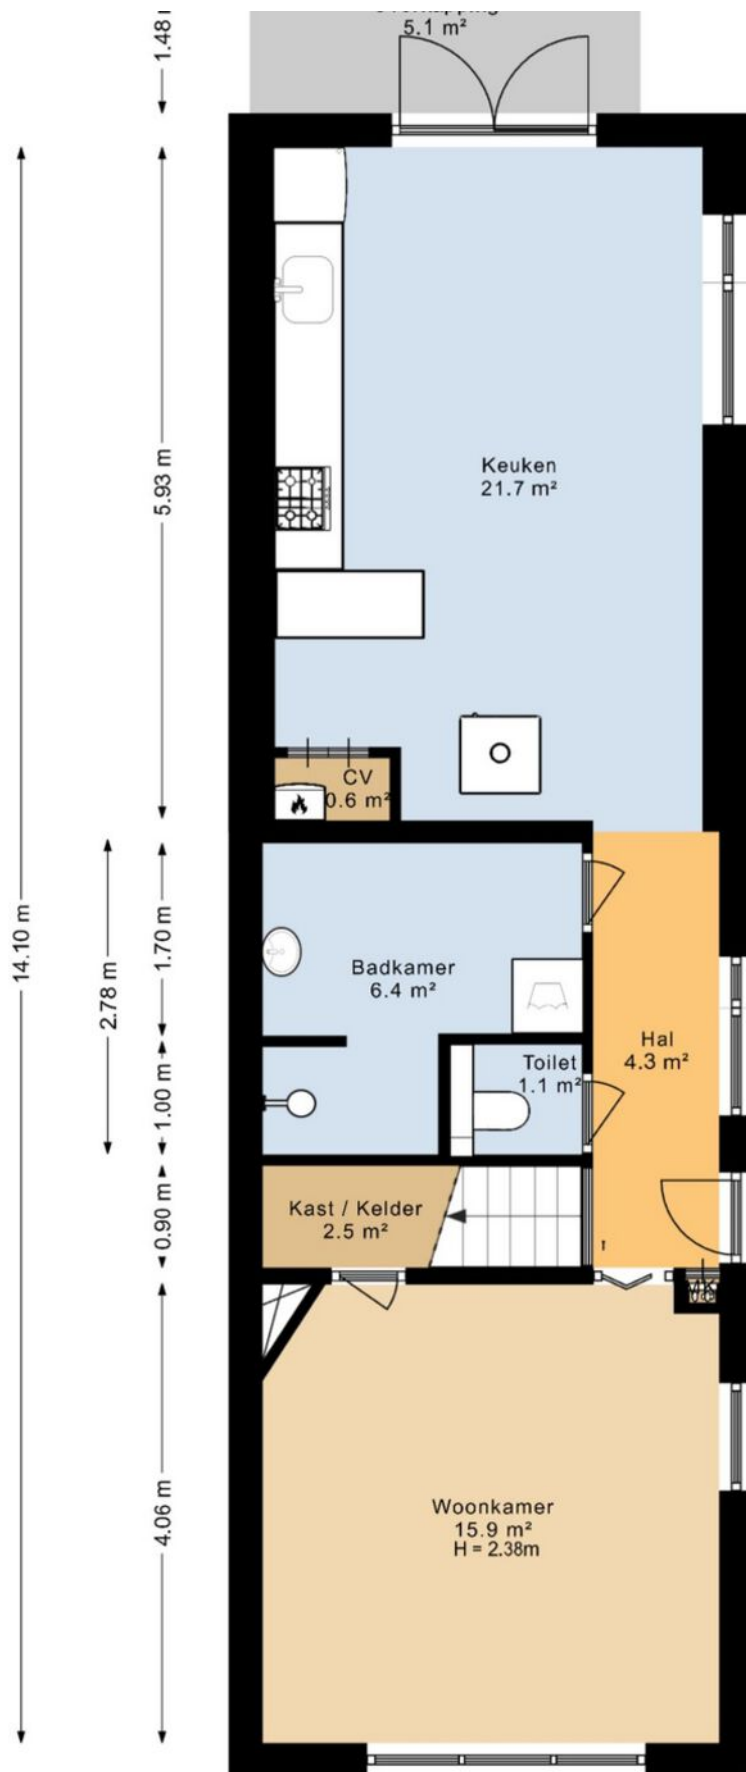 5.1 m²
1.48
Keuken
21.7 m²
5.93 m
CV
0.6 m²
14.10 m
2.78 m
1.70 m
Badkamer
6.4 m²
Hal
4.3 m²
1.00 m
Toilet
1.1 m²
0.90 m
Kast / Kelder
2.5 m²
4.06 m
Woonkamer
15.9 m²
H = 2.38m